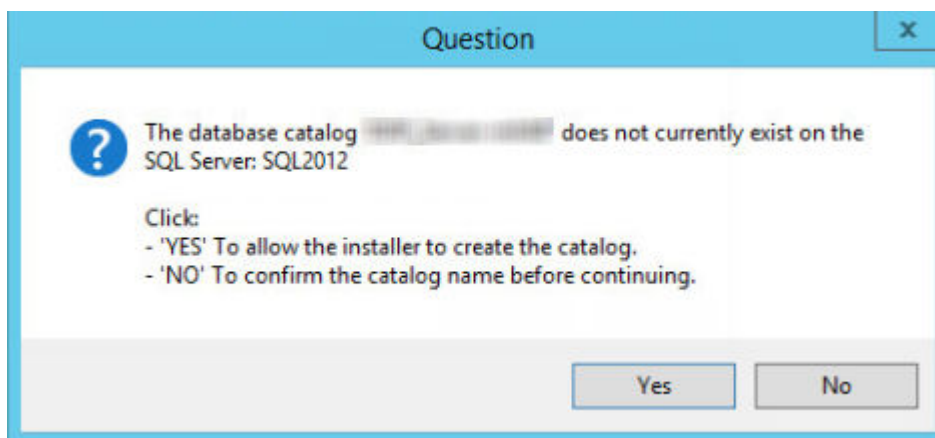 Question
x
?
The database catalog does not currently exist on the
SQL Server: SQL2012
Click:
- 'YES' To allow the installer to create the catalog.
- 'NO' To confirm the catalog name before continuing.
Yes No